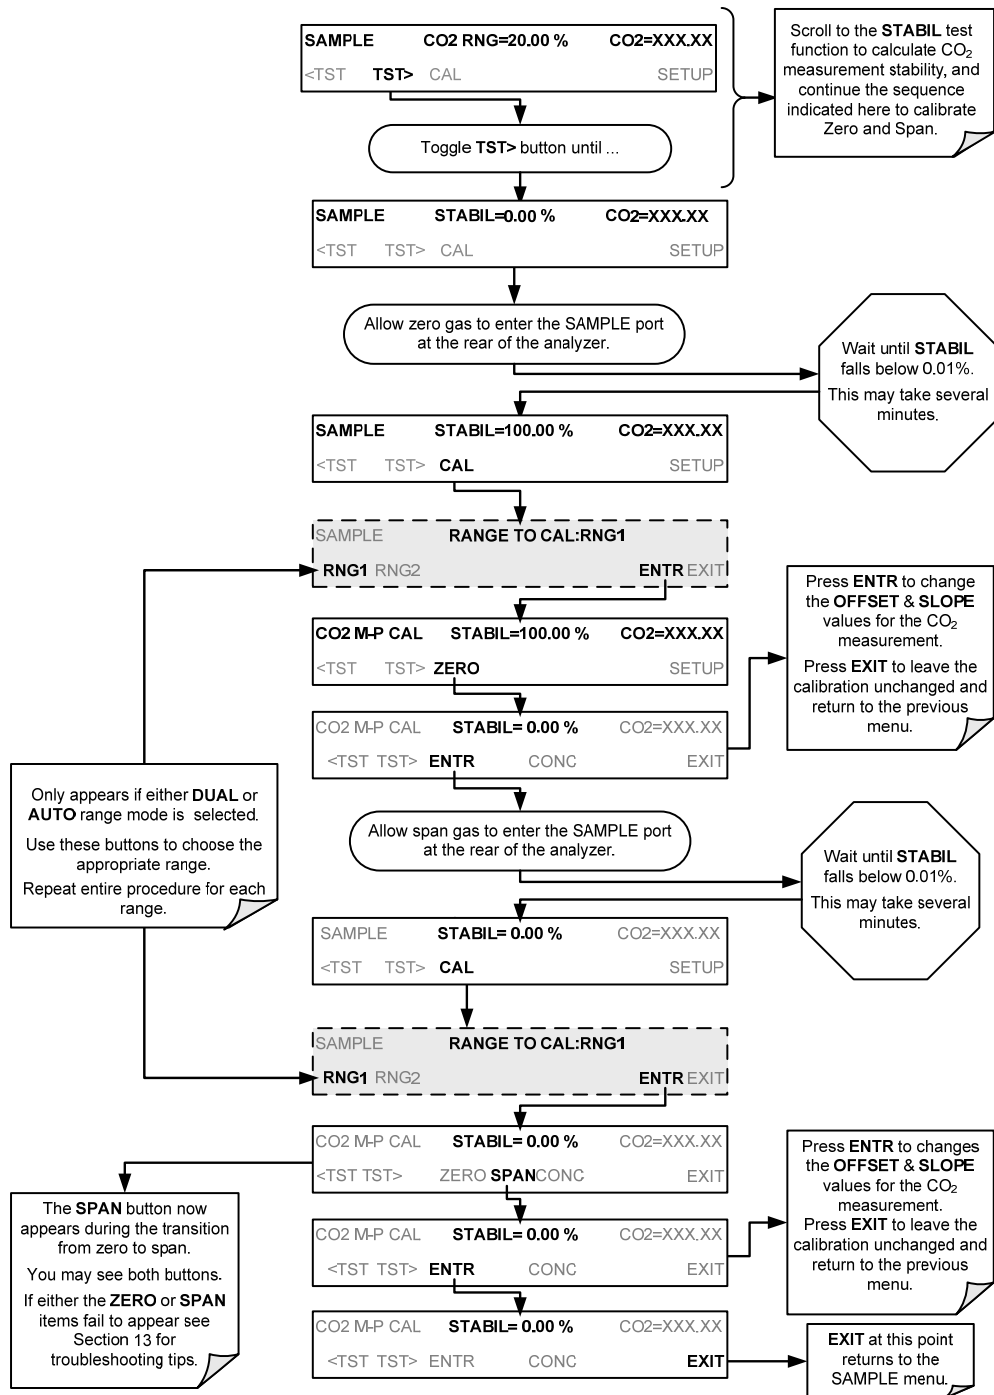 SAMPLE CO2 RNG=20.00 % CO2=XXX.XX
<TST TST> CAL SETUP
Scroll to the STABIL test
function to calculate CO₂
measurement stability, and
continue the sequence
indicated here to calibrate
Zero and Span.
Toggle TST> button until ...
SAMPLE STABIL=0.00 % CO2=XXX.XX
<TST TST> CAL SETUP
Allow zero gas to enter the SAMPLE port
at the rear of the analyzer.
Wait until STABIL
falls below 0.01%.
This may take several
minutes.
SAMPLE STABIL=100.00 % CO2=XXX.XX
<TST TST> CAL SETUP
SAMPLE RANGE TO CAL:RNG1
RNG1 RNG2 ENTR EXIT
CO2 M-P CAL STABIL=100.00 % CO2=XXX.XX
<TST TST> ZERO SETUP
Press ENTR to change
the OFFSET & SLOPE
values for the CO₂
measurement.
Press EXIT to leave the
calibration unchanged and
return to the previous
menu.
CO2 M-P CAL STABIL= 0.00 % CO2=XXX.XX
<TST TST> ENTR CONC EXIT
Only appears if either DUAL or
AUTO range mode is selected.
Use these buttons to choose the
appropriate range.
Repeat entire procedure for each
range.
Allow span gas to enter the SAMPLE port
at the rear of the analyzer.
Wait until STABIL
falls below 0.01%.
This may take several
minutes.
SAMPLE STABIL= 0.00 % CO2=XXX.XX
<TST TST> CAL SETUP
SAMPLE RANGE TO CAL:RNG1
RNG1 RNG2 ENTR EXIT
CO2 M-P CAL STABIL= 0.00 % CO2=XXX.XX
<TST TST> ZERO SPAN CONC EXIT
The SPAN button now
appears during the transition
from zero to span.
You may see both buttons.
If either the ZERO or SPAN
items fail to appear see
Section 13 for
troubleshooting tips.
Press ENTR to changes
the OFFSET & SLOPE
values for the CO₂
measurement.
Press EXIT to leave the
calibration unchanged and
return to the previous
menu.
CO2 M-P CAL STABIL= 0.00 % CO2=XXX.XX
<TST TST> ENTR CONC EXIT
CO2 M-P CAL STABIL= 0.00 % CO2=XXX.XX
<TST TST> ENTR CONC EXIT
EXIT at this point
returns to the
SAMPLE menu.